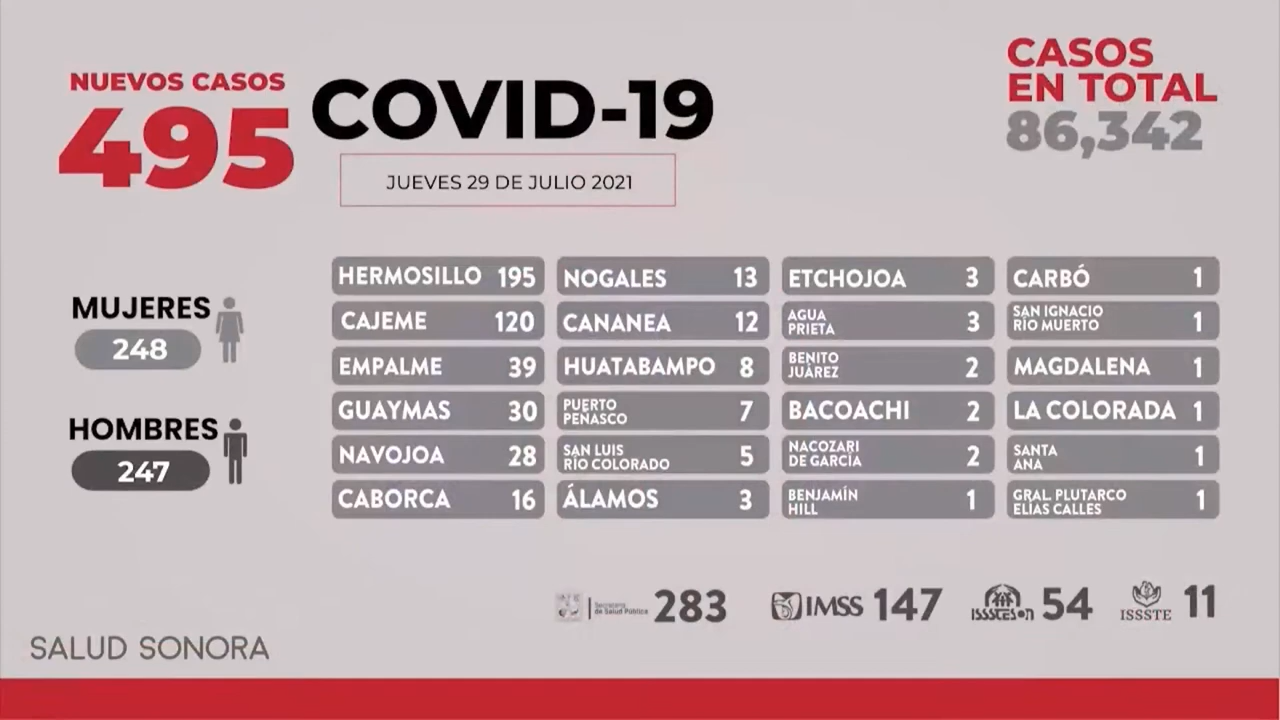 NUEVOS CASOS
495
COVID-19
JUEVES 29 DE JULIO 2021
CASOS
EN TOTAL
86,342
MUJERES
248
HOMBRES
247
HERMOSILLO 195
CAJEME 120
EMPALME 39
GUAYMAS 30
NAVOJOA 28
CABORCA 16
NOGALES 13
CANANEA 12
HUATABAMPO 8
PUERTO
PEÑASCO 7
SAN LUIS
RÍO COLORADO 5
ÁLAMOS 3
ETCHOJOA 3
AGUA
PRIETA 3
BENITO
JUÁREZ 2
BACOACHI 2
NACOZARI
DE GARCÍA 2
BENJAMÍN
HILL 1
CARBÓ 1
SAN IGNACIO
RÍO MUERTO 1
MAGDALENA 1
LA COLORADA 1
SANTA
ANA 1
GRAL. PLUTARCO
ELÍAS CALLES 1
Secretaría
de Salud Pública 283
IMSS 147
ISSSTESON 54
ISSSTE 11
SALUD SONORA